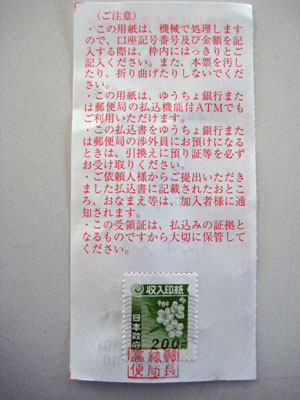 （ご注意）
・この用紙は、機械で処理します
ので、口座記号番号及び金額を記
入する際は、枠内にはっきりとご
記入ください。また、本票を汚し
たり、折り曲げたりしないでくだ
さい。
・この用紙は、ゆうちょ銀行また
は郵便局の払込機能付ATMでも
ご利用いただけます。
・この払込書をゆうちょ銀行また
は郵便局の渉外員にお預けになる
ときは、引換えに預り証等を必ず
お受け取りください。
・ご依頼人様からご提出いただき
ました払込書に記載されたおとこ
ろ、おなまえ等は、加入者様に通
知されます。
・この受領証は、払込みの証拠と
なるものですから大切に保管して
ください。
収入印紙
日本政府
200円
郵
便局長